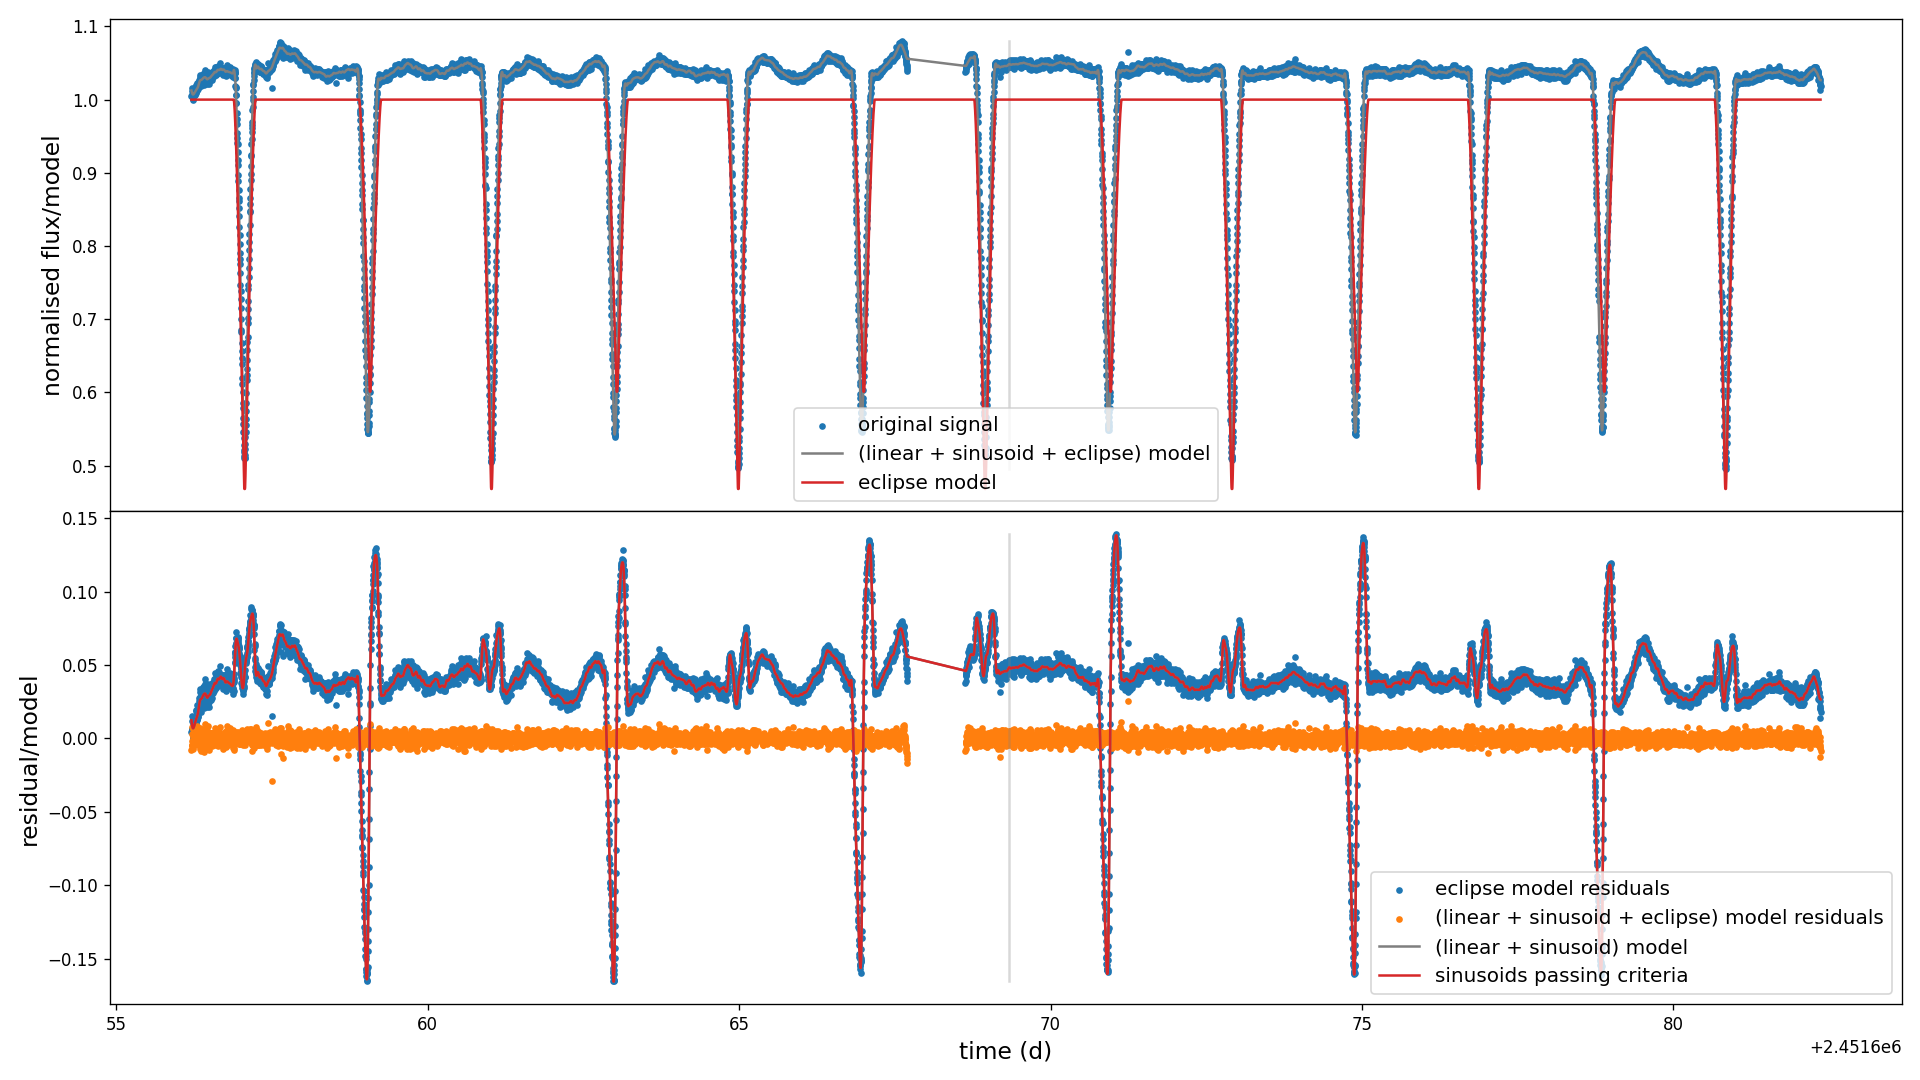 1.1
1.0
0.9
0.8
0.7
0.6
0.5
normalised flux/model
original signal
(linear + sinusoid + eclipse) model
eclipse model
0.15
0.10
0.05
0.00
−0.05
−0.10
−0.15
residual/model
eclipse model residuals
(linear + sinusoid + eclipse) model residuals
(linear + sinusoid) model
sinusoids passing criteria
55
60
65
70
75
80
time (d)
+2.4516e6